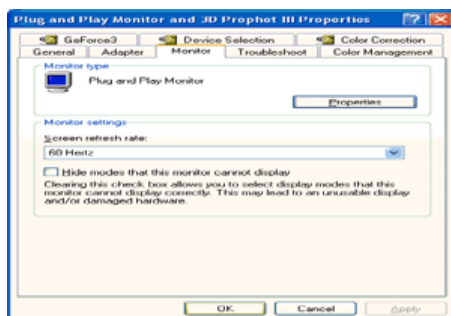 Plug and Play Monitor and 3D Prophet III Properties
GeForce3 Device Selection Color Correction
General Adapter Monitor Troubleshoot Color Management
Monitor type
Plug and Play Monitor
Properties
Monitor settings
Screen refresh rate:
60 Hertz
Hide modes that this monitor cannot display
Clearing this check box allows you to select display modes that this
monitor cannot display correctly. This may lead to an unusable display
and/or damaged hardware.
OK Cancel Apply